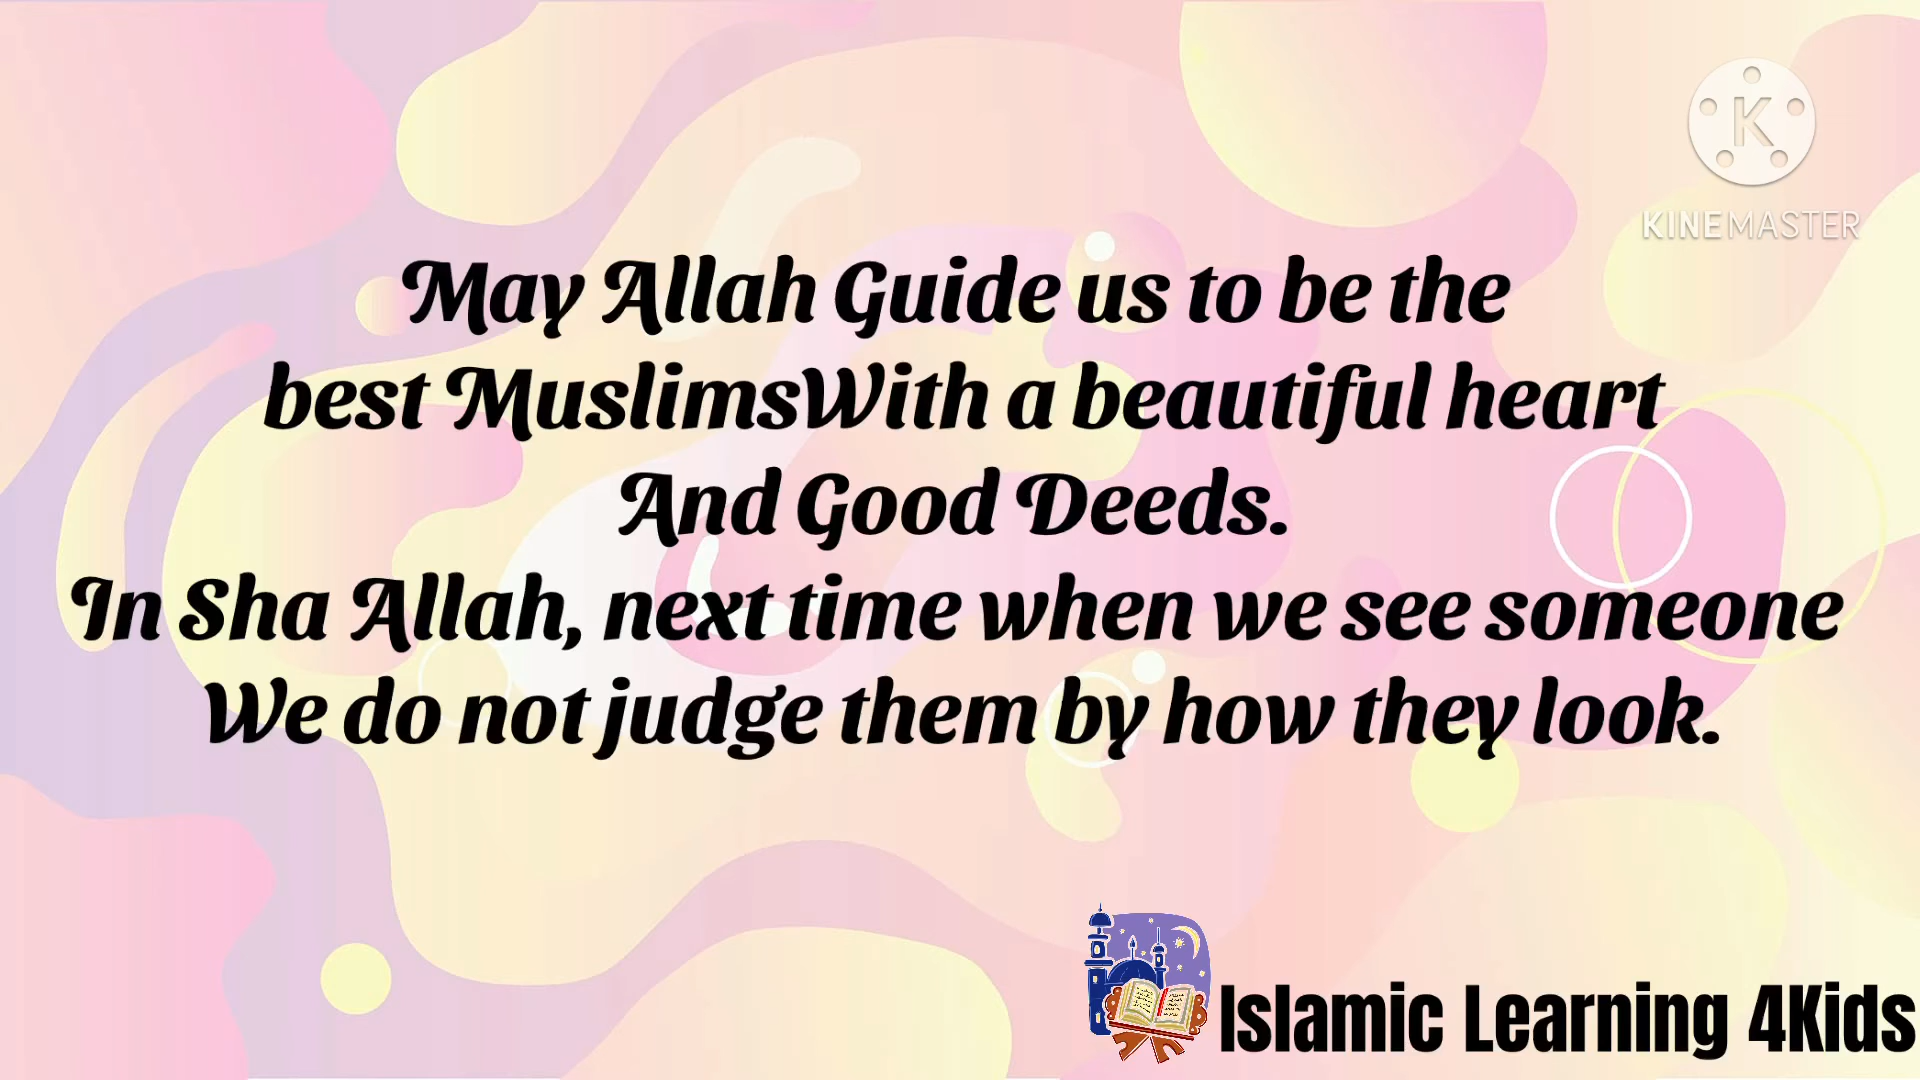 K
KINEMASTER
May Allah Guide us to be the
best MuslimsWith a beautiful heart
And Good Deeds.
In Sha Allah, next time when we see someone
We do not judge them by how they look.
Islamic Learning 4Kids